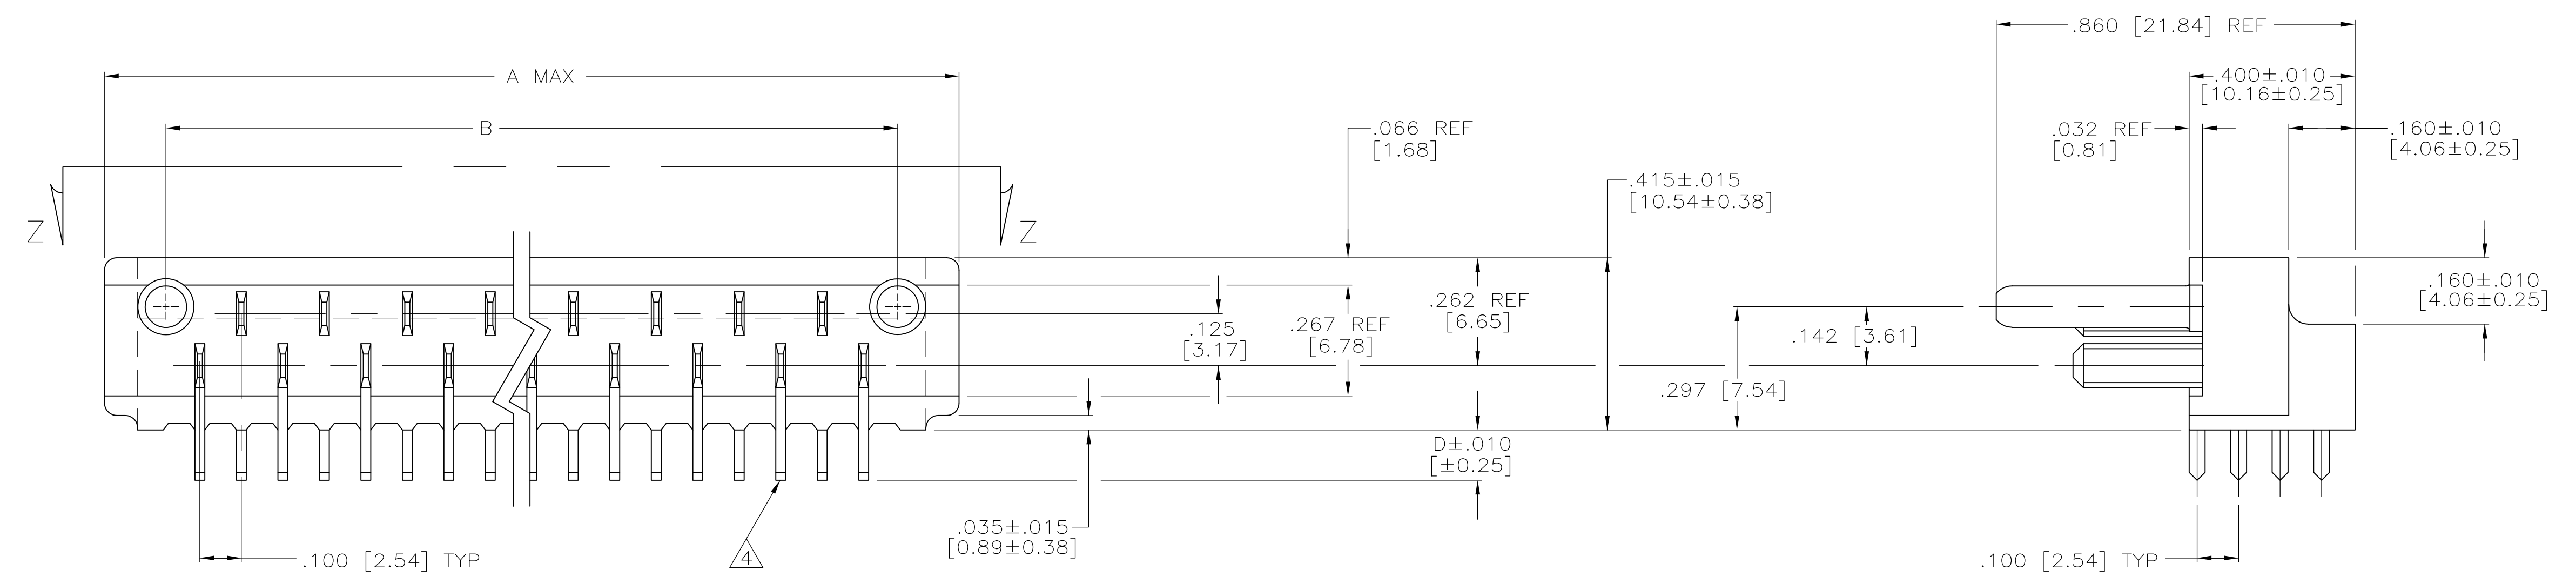 .860 [21.84] REF
A MAX
.400±.010
[10.16±0.25]
B
.066 REF
[1.68]
.032 REF
[0.81]
.160±.010
[4.06±0.25]
.415±.015
[10.54±0.38]
Z
Z
.160±.010
[4.06±0.25]
.262 REF
[6.65]
.125
[3.17]
.267 REF
[6.78]
.142 [3.61]
.297 [7.54]
D±.010
[±0.25]
.035±.015
[0.89±0.38]
4
.100 [2.54] TYP
.100 [2.54] TYP